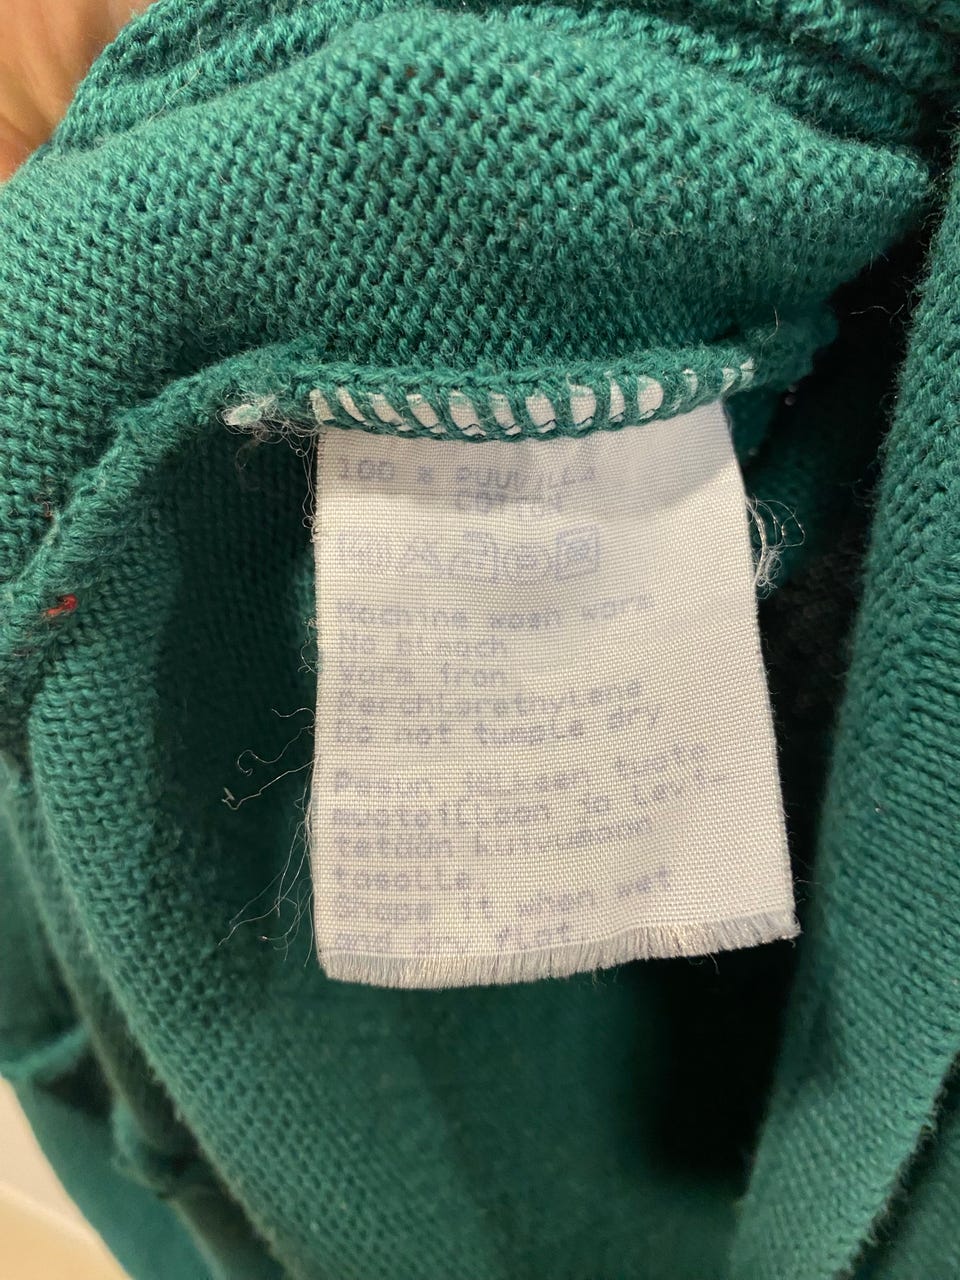 100 % PUUVILLA
COTTON
Machine wash warm
No bleach
Warm iron
Perchlorethylene
Do not tumble dry
Pesun jälkeen tuote
muotoillaan ja levi-
tetään kuivumaan
tasolle.
Shape it when wet
and dry flat